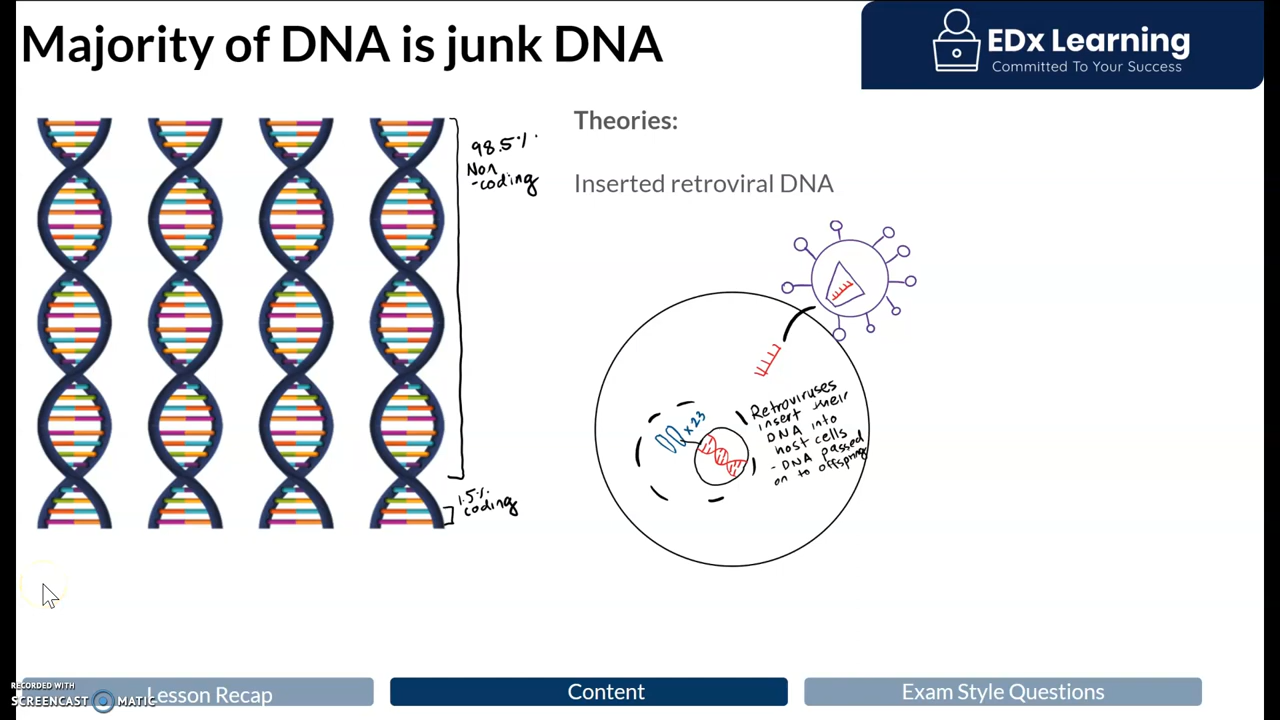 Majority of DNA is junk DNA
EDx Learning
Committed To Your Success
98.5%.
Non
-coding
1.5%.
coding
Theories:
Inserted retroviral DNA
x23
Retroviruses
insert their
DNA into
host cells
- DNA passed
on to offspring
RECORDED WITH
SCREENCAST MATIC
Lesson Recap
Content
Exam Style Questions